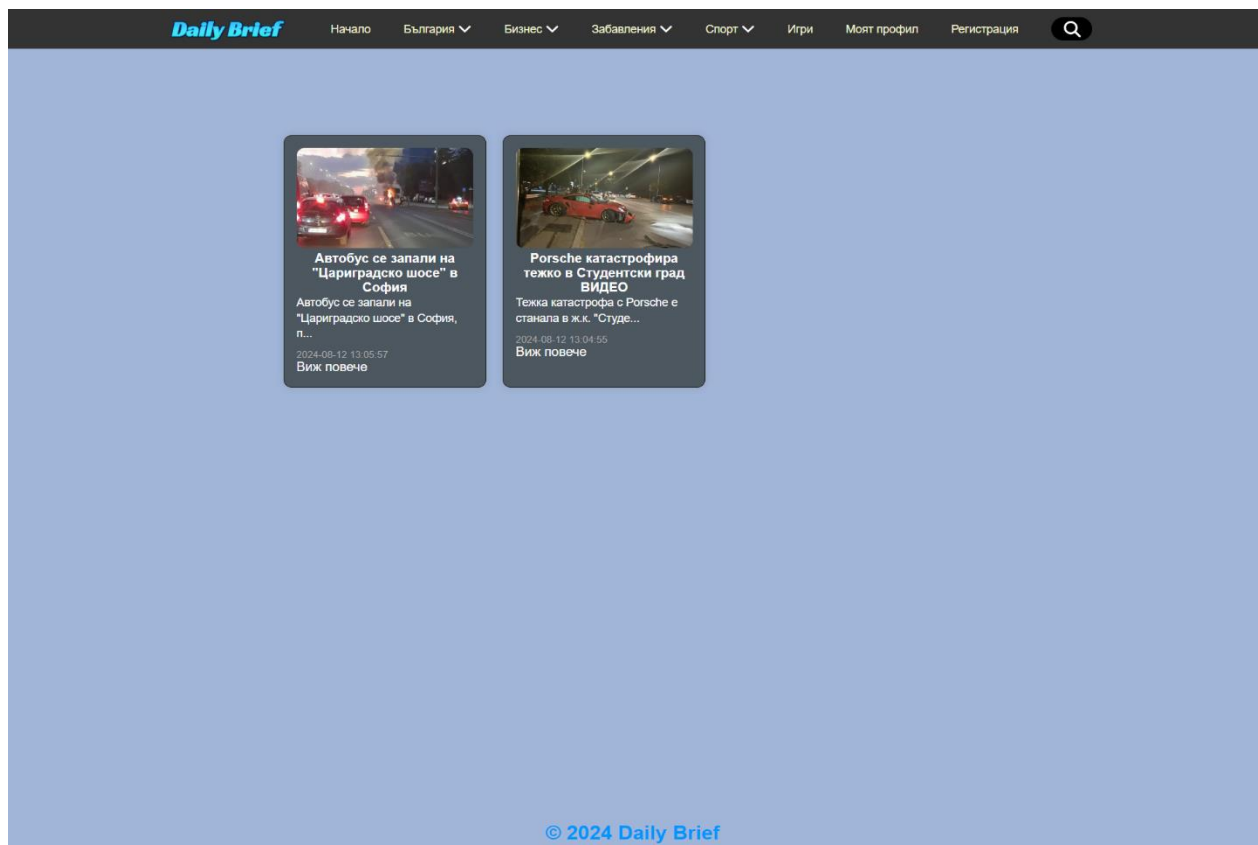 Daily Brief Начало България Бизнес Забавления Спорт Игри Моят профил Регистрация
Автобус се запали на
"Цариградско шосе" в
София
Автобус се запали на
"Цариградско шосе" в София,
п...
2024-08-12 13:05:57
Виж повече
Porsche катастрофира
тежко в Студентски град
ВИДЕО
Тежка катастрофа с Porsche е
станала в ж.к. "Студе...
2024-08-12 13:04:55
Виж повече
© 2024 Daily Brief